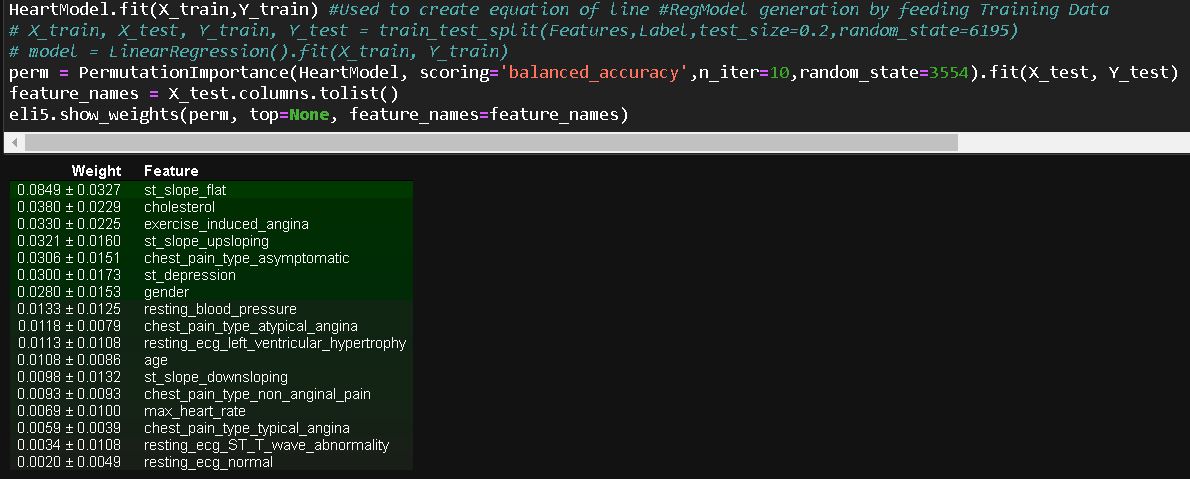 HeartModel.fit(X_train,Y_train) #Used to create equation of line #RegModel generation by feeding Training Data
# X_train, X_test, Y_train, Y_test = train_test_split(Features,Label,test_size=0.2,random_state=6195)
# model = LinearRegression().fit(X_train, Y_train)
perm = PermutationImportance(HeartModel, scoring='balanced_accuracy',n_iter=10,random_state=3554).fit(X_test, Y_test)
feature_names = X_test.columns.tolist()
eli5.show_weights(perm, top=None, feature_names=feature_names)
Weight Feature
0.0849 ± 0.0327 st_slope_flat
0.0380 ± 0.0229 cholesterol
0.0330 ± 0.0225 exercise_induced_angina
0.0321 ± 0.0160 st_slope_upsloping
0.0306 ± 0.0151 chest_pain_type_asymptomatic
0.0300 ± 0.0173 st_depression
0.0280 ± 0.0153 gender
0.0133 ± 0.0125 resting_blood_pressure
0.0118 ± 0.0079 chest_pain_type_atypical_angina
0.0113 ± 0.0108 resting_ecg_left_ventricular_hypertrophy
0.0108 ± 0.0086 age
0.0098 ± 0.0132 st_slope_downsloping
0.0093 ± 0.0093 chest_pain_type_non_anginal_pain
0.0069 ± 0.0100 max_heart_rate
0.0059 ± 0.0039 chest_pain_type_typical_angina
0.0034 ± 0.0108 resting_ecg_ST_T_wave_abnormality
0.0020 ± 0.0049 resting_ecg_normal